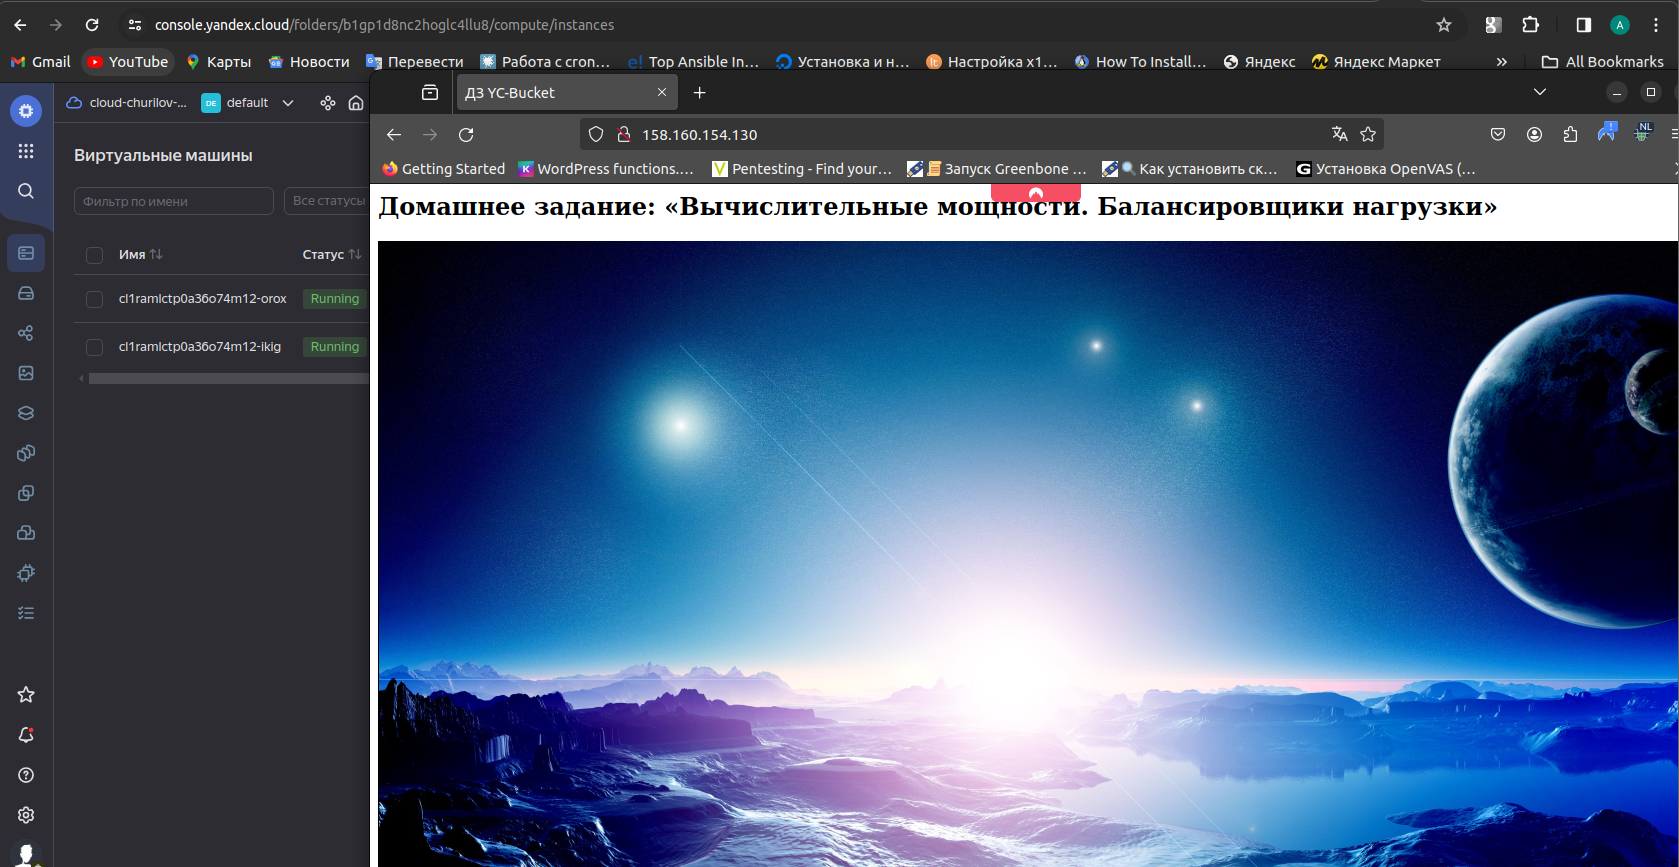 console.yandex.cloud/folders/b1gp1d8nc2hoglc4llu8/compute/instances
A
Gmail YouTube Карты Новости Перевести Работа с cron... Top Ansible In... Установка и н... Настройка x1... How To Install... Яндекс Яндекс Маркет » All Bookmarks
cloud-churilov-... DE default
ДЗ YC-Bucket
158.160.154.130
NL
Getting Started WordPress functions.... Pentesting - Find your... Запуск Greenbone ... Как установить ск... Установка OpenVAS (...
Виртуальные машины
Фильтр по имени Все статусы
Имя Статус
cl1ramlctp0a36o74m12-orox Running
cl1ramlctp0a36o74m12-ikig Running
Домашнее задание: «Вычислительные мощности. Балансировщики нагрузки»